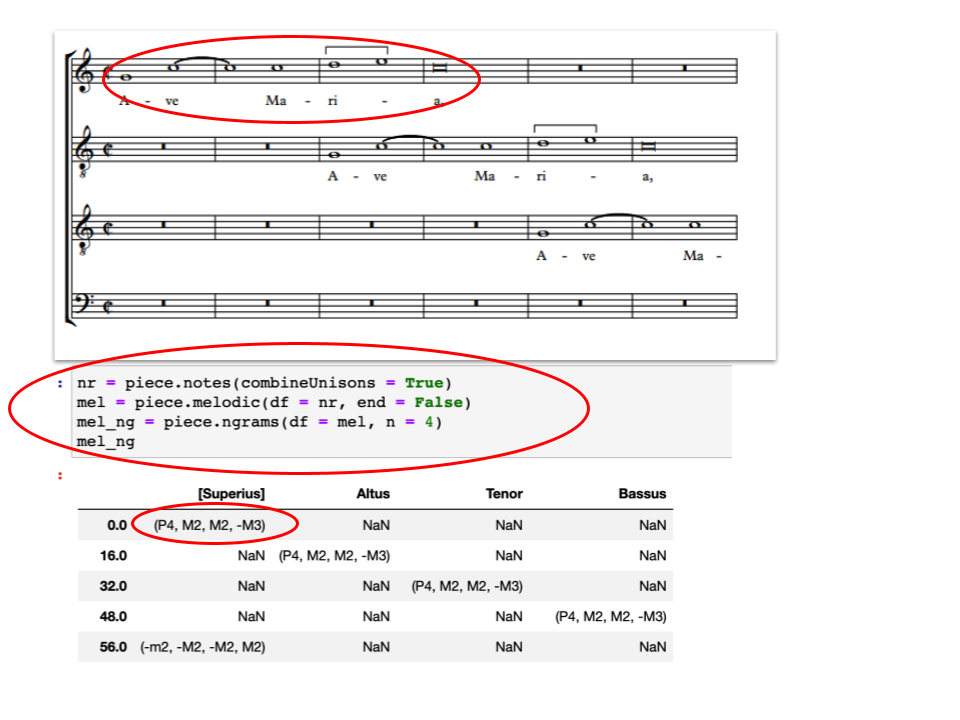 A - ve Ma - ri - a,
8
A - ve Ma - ri - a,
8
A - ve Ma -
: nr = piece.notes(combineUnisons = True)
mel = piece.melodic(df = nr, end = False)
mel_ng = piece.ngrams(df = mel, n = 4)
mel_ng
:
[Superius] Altus Tenor Bassus
0.0 (P4, M2, M2, -M3) NaN NaN NaN
16.0 NaN (P4, M2, M2, -M3) NaN NaN
32.0 NaN NaN (P4, M2, M2, -M3) NaN
48.0 NaN NaN NaN (P4, M2, M2, -M3)
56.0 (-m2, -M2, -M2, M2) NaN NaN NaN